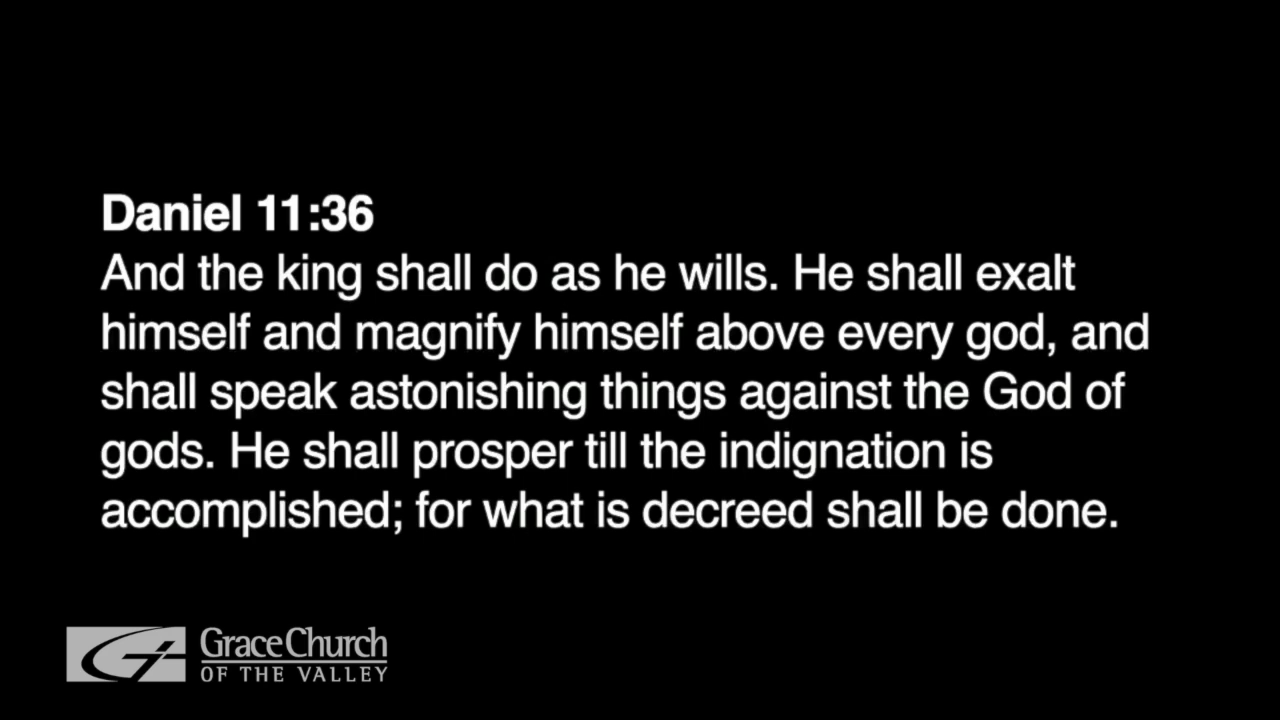 Daniel 11:36
And the king shall do as he wills. He shall exalt
himself and magnify himself above every god, and
shall speak astonishing things against the God of
gods. He shall prosper till the indignation is
accomplished; for what is decreed shall be done.
Grace Church
OF THE VALLEY